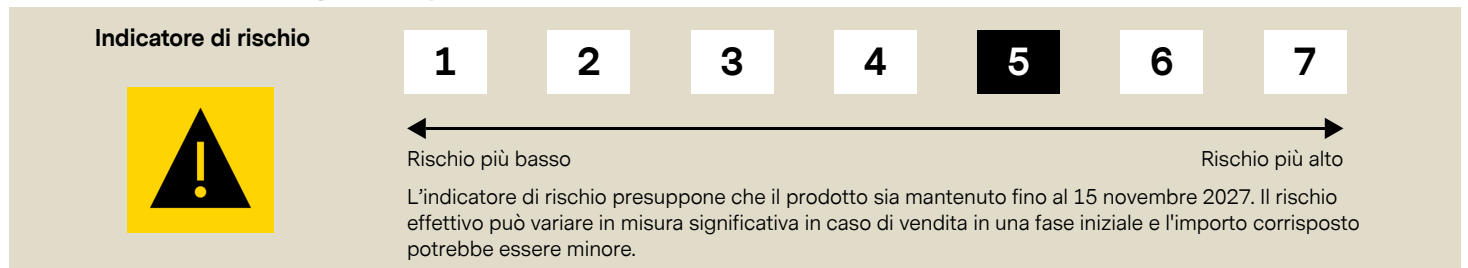 Indicatore di rischio
1 2 3 4 5 6 7
Rischio più basso Rischio più alto
L’indicatore di rischio presuppone che il prodotto sia mantenuto fino al 15 novembre 2027. Il rischio
effettivo può variare in misura significativa in caso di vendita in una fase iniziale e l'importo corrisposto
potrebbe essere minore.